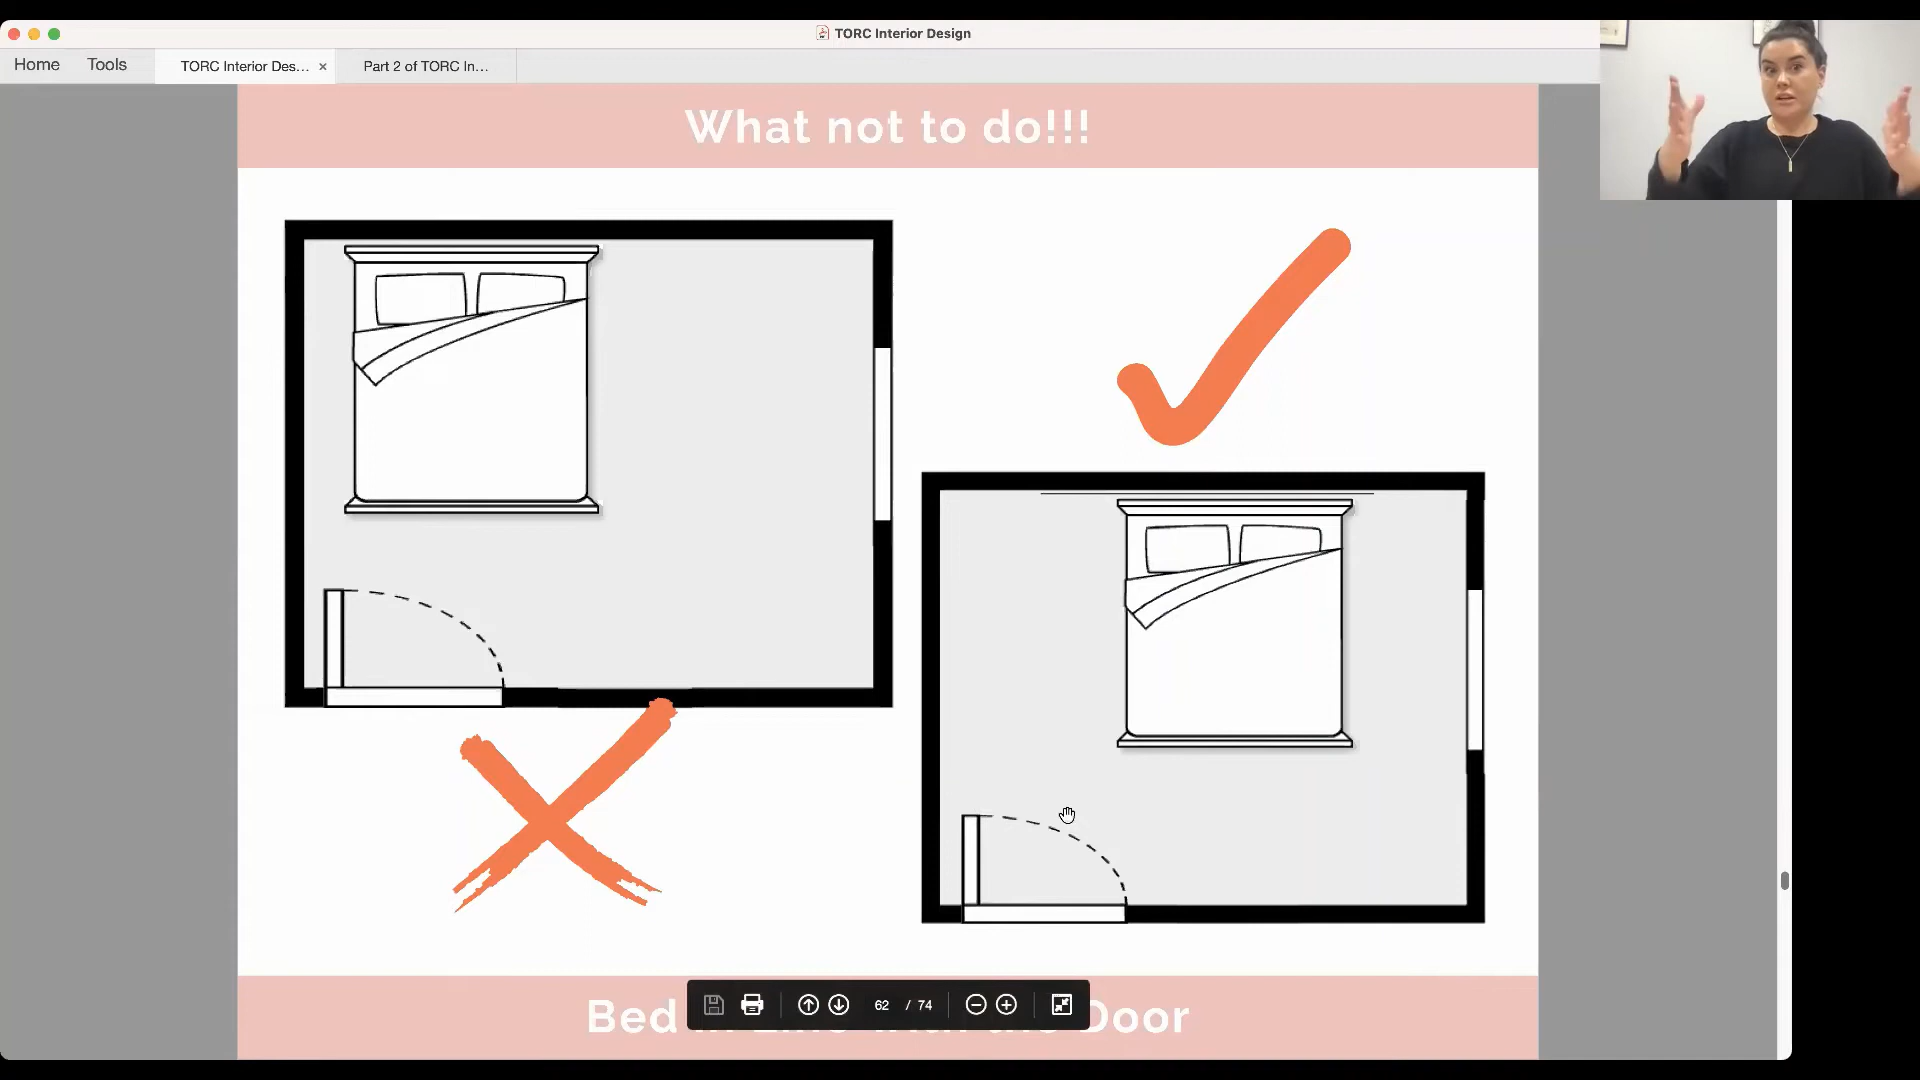 TORC Interior Design
Home
Tools
TORC Interior Des... ×
Part 2 of TORC In...
What not to do!!!
62 / 74
Bed Door